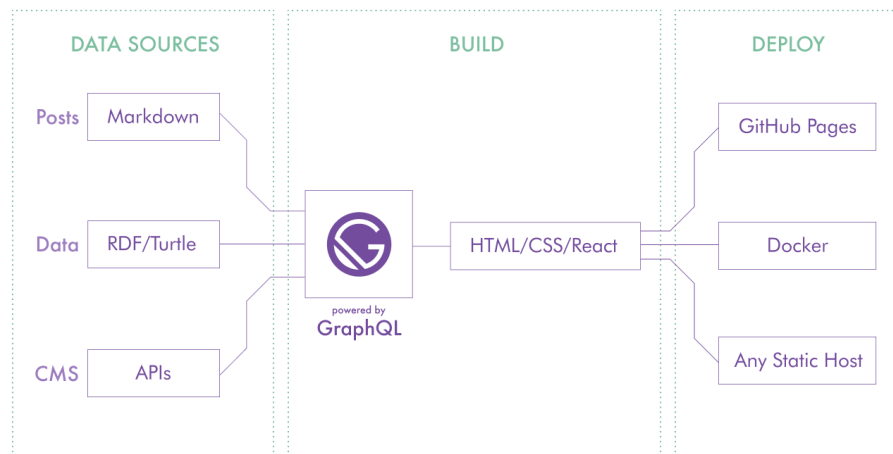 DATA SOURCES
BUILD
DEPLOY
Posts
Markdown
Data
RDF/Turtle
CMS
APIs
powered by
GraphQL
HTML/CSS/React
GitHub Pages
Docker
Any Static Host